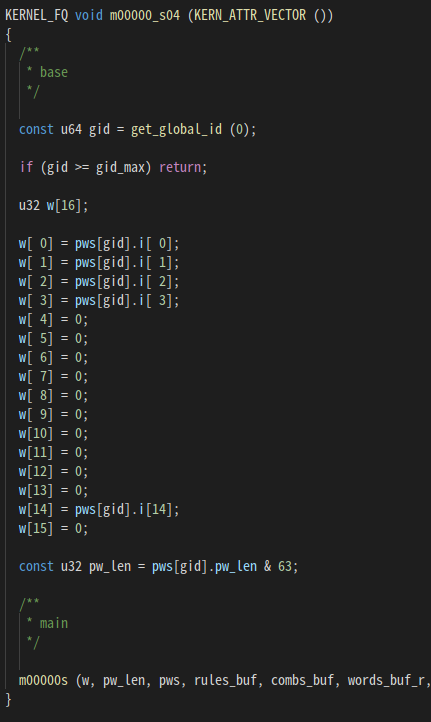 KERNEL_FQ void m00000_s04 (KERN_ATTR_VECTOR ())
{
  /**
   * base
   */

  const u64 gid = get_global_id (0);

  if (gid >= gid_max) return;

  u32 w[16];

  w[ 0] = pws[gid].i[ 0];
  w[ 1] = pws[gid].i[ 1];
  w[ 2] = pws[gid].i[ 2];
  w[ 3] = pws[gid].i[ 3];
  w[ 4] = 0;
  w[ 5] = 0;
  w[ 6] = 0;
  w[ 7] = 0;
  w[ 8] = 0;
  w[ 9] = 0;
  w[10] = 0;
  w[11] = 0;
  w[12] = 0;
  w[13] = 0;
  w[14] = pws[gid].i[14];
  w[15] = 0;

  const u32 pw_len = pws[gid].pw_len & 63;

  /**
   * main
   */

  m00000s (w, pw_len, pws, rules_buf, combs_buf, words_buf_r,
}